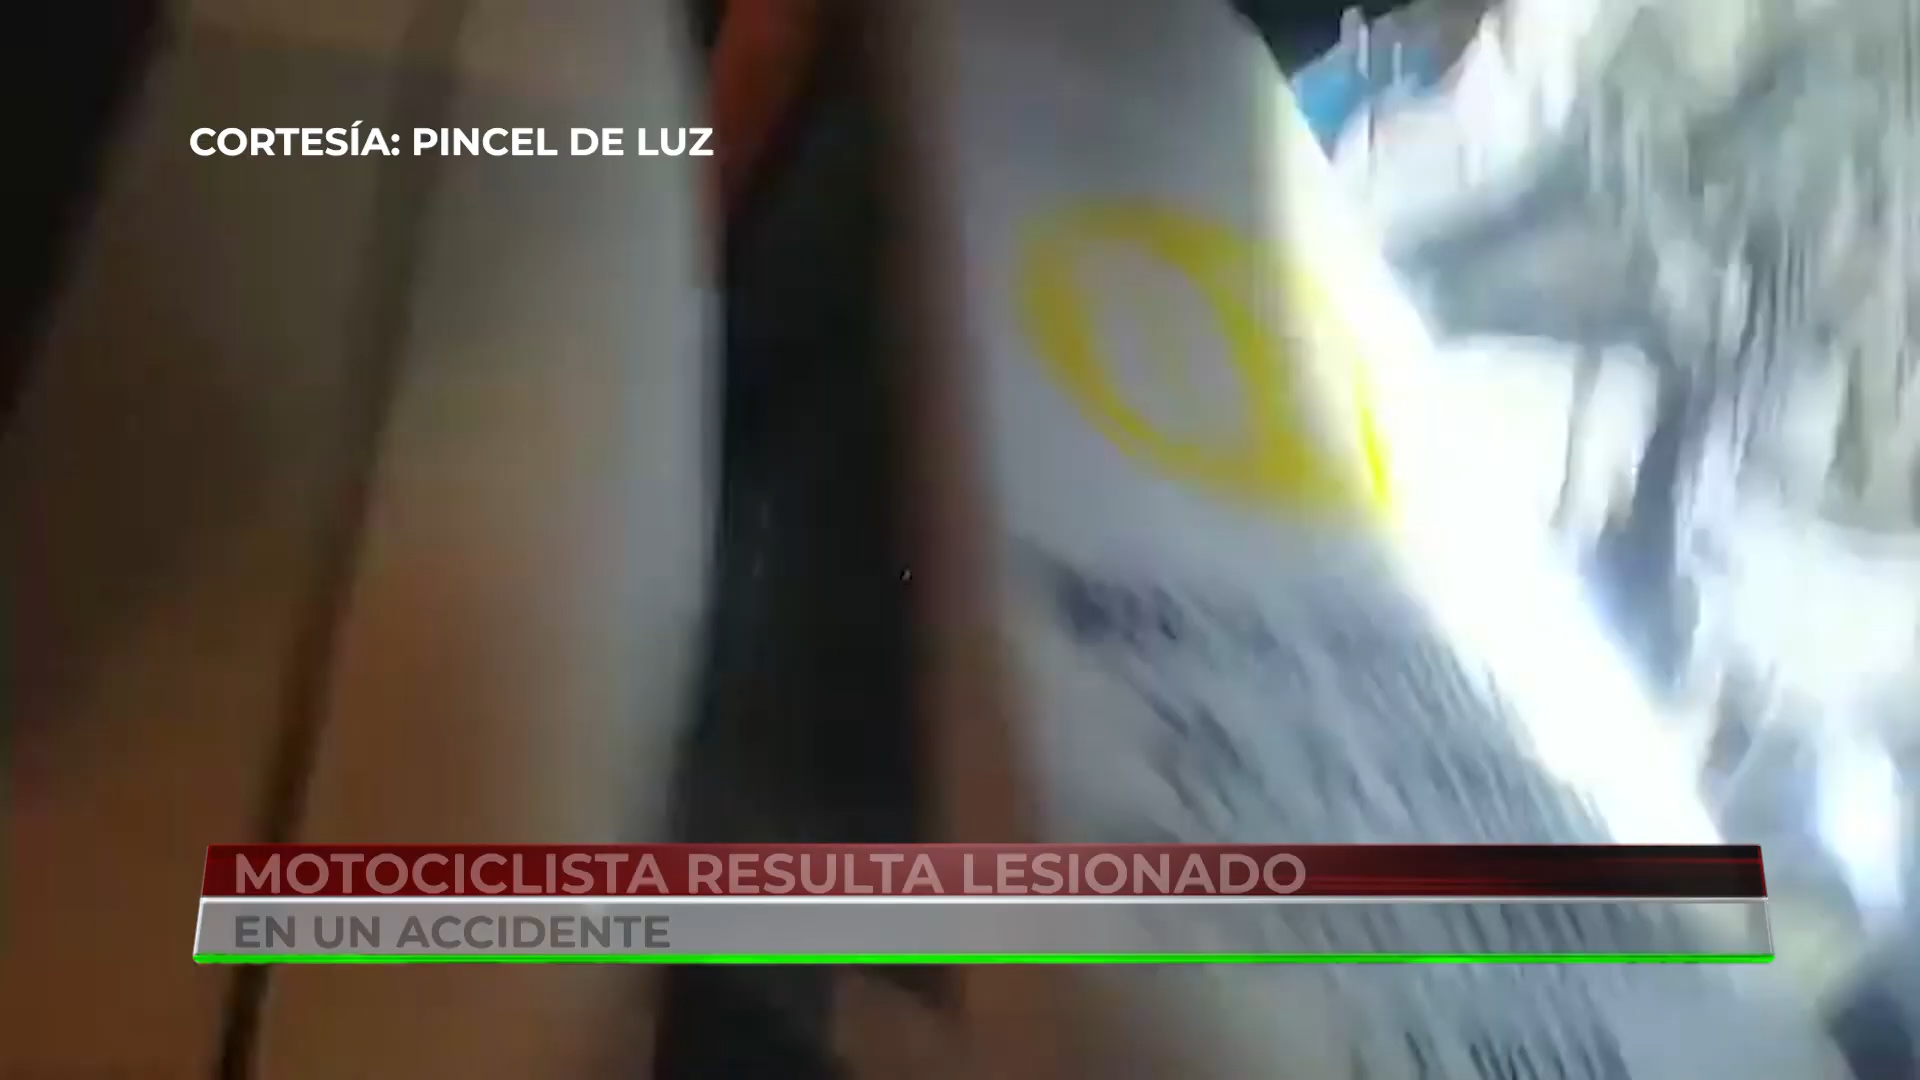 CORTESÍA: PINCEL DE LUZ
MOTOCICLISTA RESULTA LESIONADO
EN UN ACCIDENTE